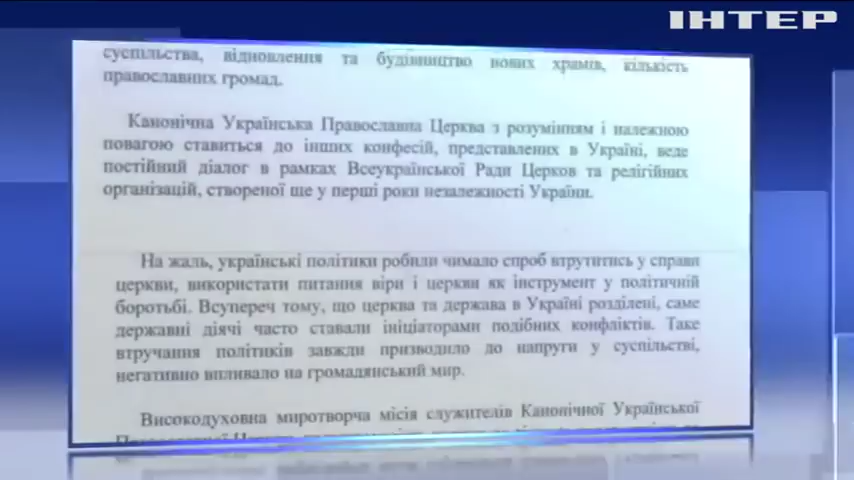 ІНТЕР
суспільства, відновлення та будівництво нових храмів, кількість
православних громад.
Канонічна Українська Православна Церква з розумінням і належною
повагою ставиться до інших конфесій, представлених в Україні, веде
постійний діалог в рамках Всеукраїнської Ради Церков та релігійних
організацій, створеної ще у перші роки незалежності України.
На жаль, українські політики робили чимало спроб втрутитись у справи
церкви, використати питання віри і церкви як інструмент у політичній
боротьбі. Всупереч тому, що церква та держава в Україні розділені, саме
державні діячі часто ставали ініціаторами подібних конфліктів. Таке
втручання політиків завжди призводило до напруги у суспільстві,
негативно впливало на громадянський мир.
Високодуховна миротворча місія служителів Канонічної Української